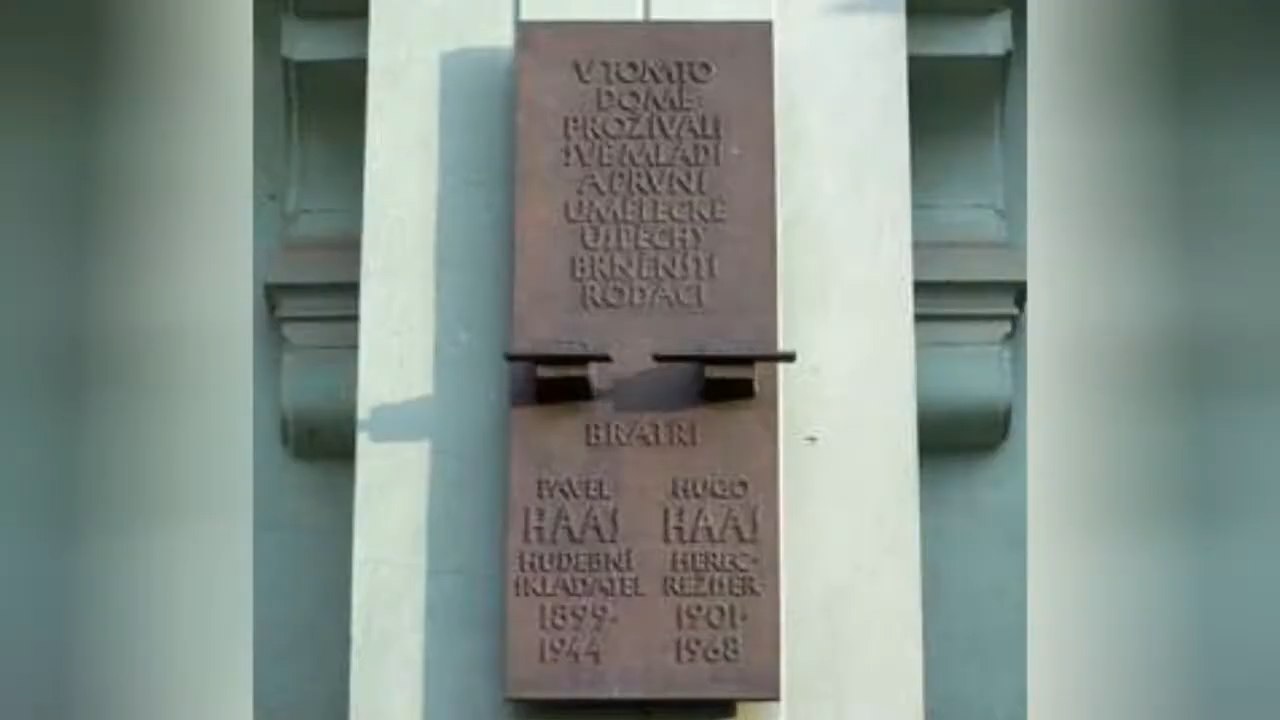 V TOMTO
DOMĚ
PROŽÍVALI
SVÉ MLÁDÍ
A PRVNÍ
UMĚLECKÉ
ÚSPĚCHY
BRNĚNŠTÍ
RODÁCI
BRATŘI
PAVEL HUGO
HAAS HAAS
HUDEBNÍ HEREC-
SKLADATEL REŽISÉR
1899- 1901-
1944 1968